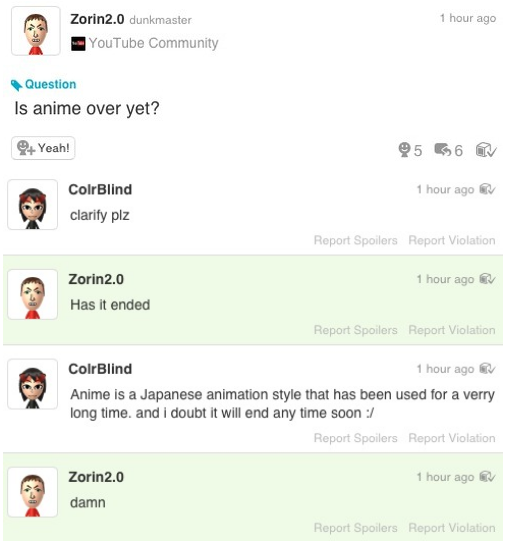 Zorin2.0 dunkmaster 1 hour ago
YouTube Community
Question
Is anime over yet?
Yeah! 5 6
ColrBlind 1 hour ago
clarify plz
Report Spoilers Report Violation
Zorin2.0 1 hour ago
Has it ended
Report Spoilers Report Violation
ColrBlind 1 hour ago
Anime is a Japanese animation style that has been used for a verry
long time. and i doubt it will end any time soon :/
Report Spoilers Report Violation
Zorin2.0 1 hour ago
damn
Report Spoilers Report Violation